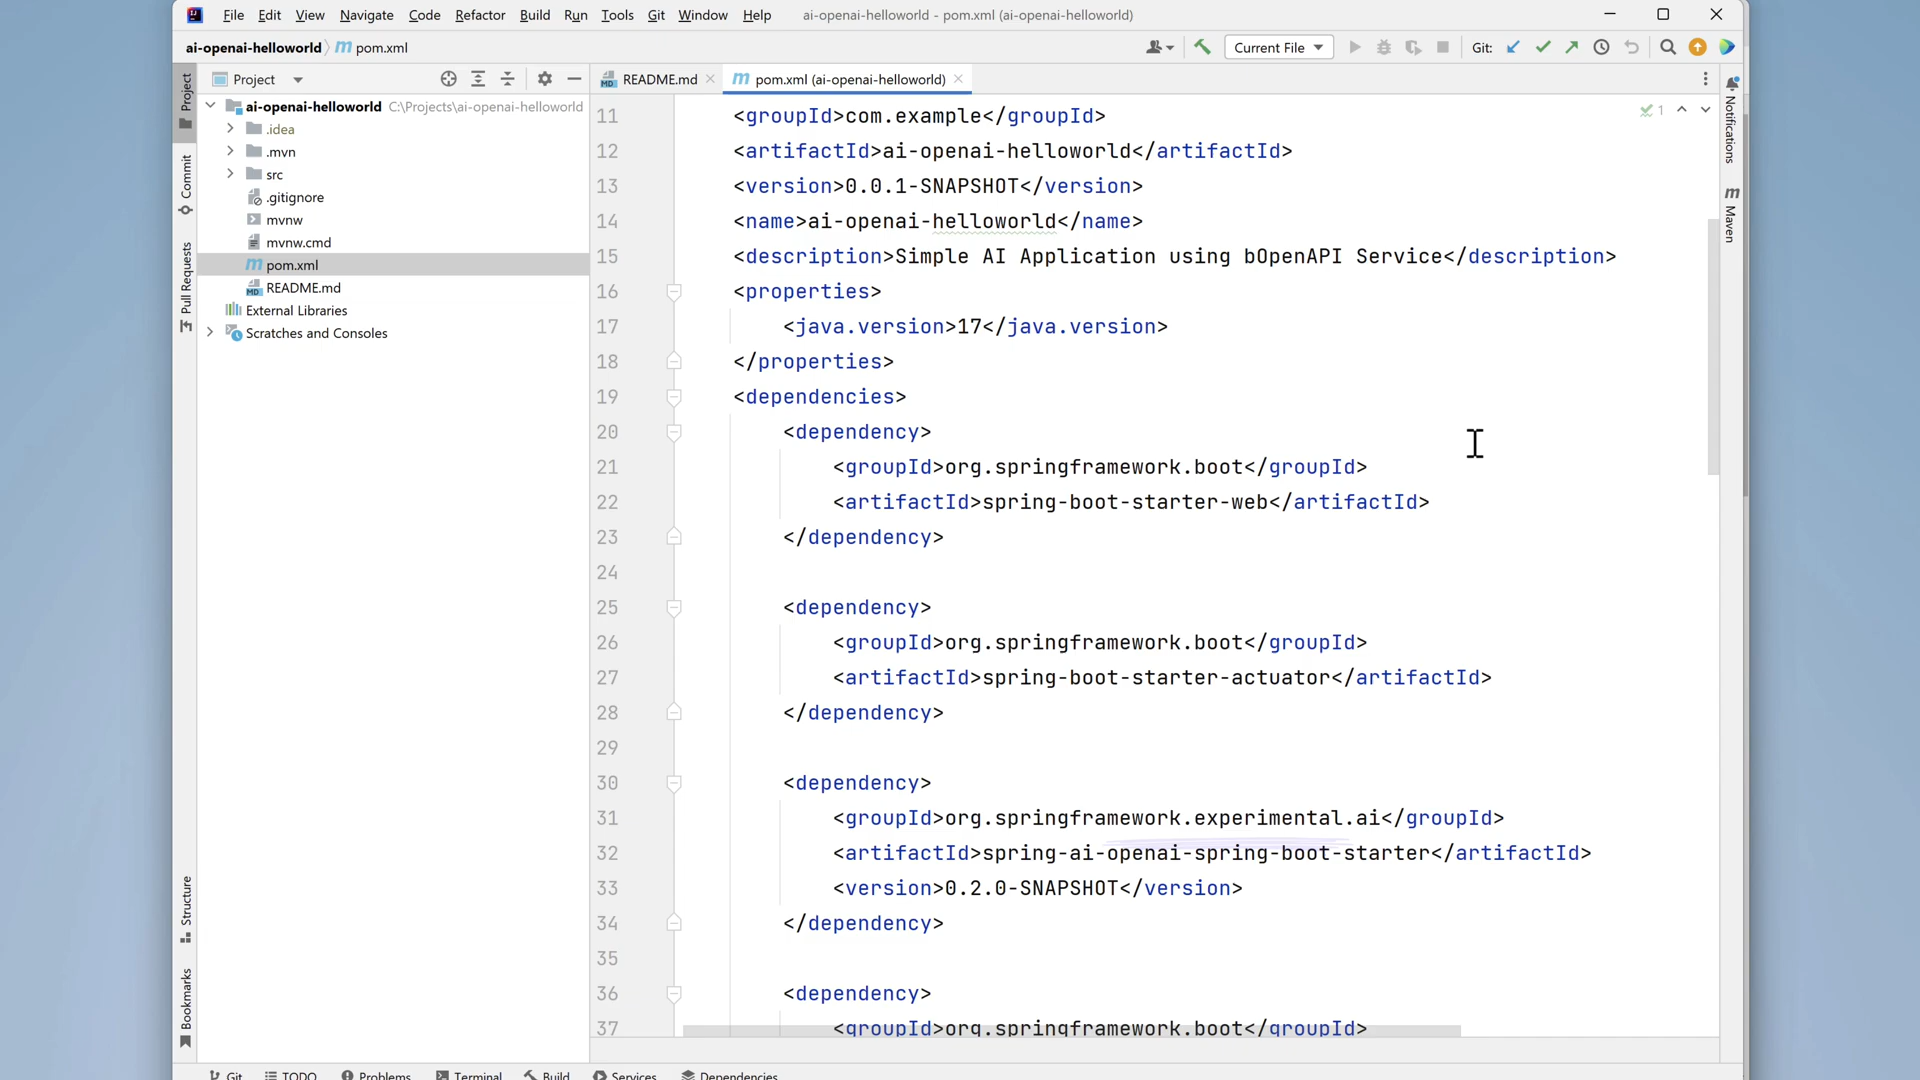 File Edit View Navigate Code Refactor Build Run Tools Git Window Help ai-openai-helloworld - pom.xml (ai-openai-helloworld)
ai-openai-helloworld m pom.xml Current File Git:
Project README.md pom.xml (ai-openai-helloworld)
Project
Commit
Pull Requests
Structure
Bookmarks
ai-openai-helloworld C:\Projects\ai-openai-helloworld
.idea
.mvn
src
.gitignore
mvnw
mvnw.cmd
pom.xml
README.md
External Libraries
Scratches and Consoles
1
11 <groupId>com.example</groupId>
12 <artifactId>ai-openai-helloworld</artifactId>
13 <version>0.0.1-SNAPSHOT</version>
14 <name>ai-openai-helloworld</name>
15 <description>Simple AI Application using bOpenAPI Service</description>
16 <properties>
17 <java.version>17</java.version>
18 </properties>
19 <dependencies>
20 <dependency>
21 <groupId>org.springframework.boot</groupId>
22 <artifactId>spring-boot-starter-web</artifactId>
23 </dependency>
24
25 <dependency>
26 <groupId>org.springframework.boot</groupId>
27 <artifactId>spring-boot-starter-actuator</artifactId>
28 </dependency>
29
30 <dependency>
31 <groupId>org.springframework.experimental.ai</groupId>
32 <artifactId>spring-ai-openai-spring-boot-starter</artifactId>
33 <version>0.2.0-SNAPSHOT</version>
34 </dependency>
35
36 <dependency>
37 <groupId>org.springframework.boot</groupId>
Notifications
Maven
Git TODO Problems Terminal Build Services Dependencies